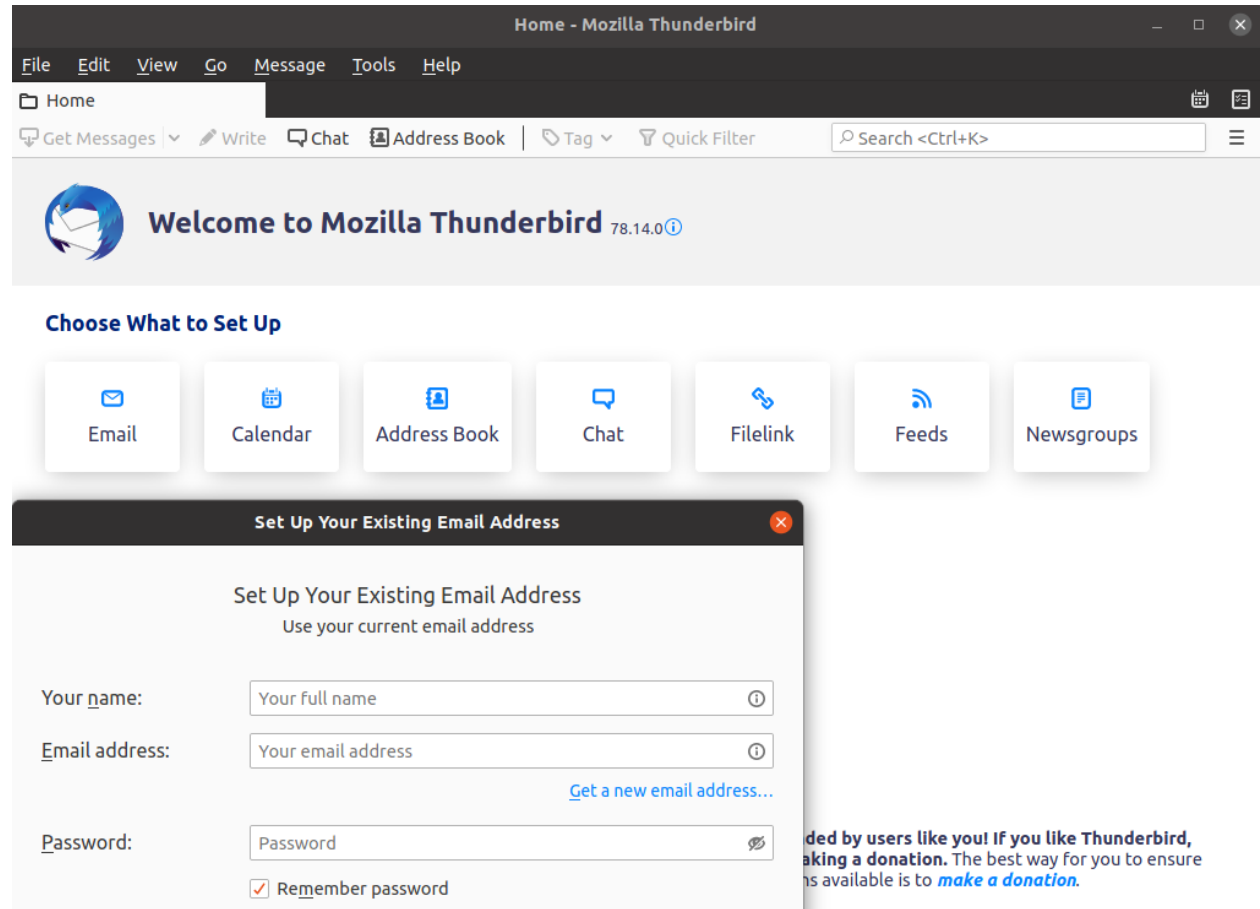 Home - Mozilla Thunderbird
File Edit View Go Message Tools Help
Home
Get Messages Write Chat Address Book Tag Quick Filter Search <Ctrl+K>
Welcome to Mozilla Thunderbird 78.14.0
Choose What to Set Up
Email Calendar Address Book Chat Filelink Feeds Newsgroups
Set Up Your Existing Email Address
Set Up Your Existing Email Address
Use your current email address
Your name: Your full name
Email address: Your email address
Get a new email address...
Password: Password
Remember password
by users like you! If you like Thunderbird,
a donation. The best way for you to ensure
available is to make a donation.